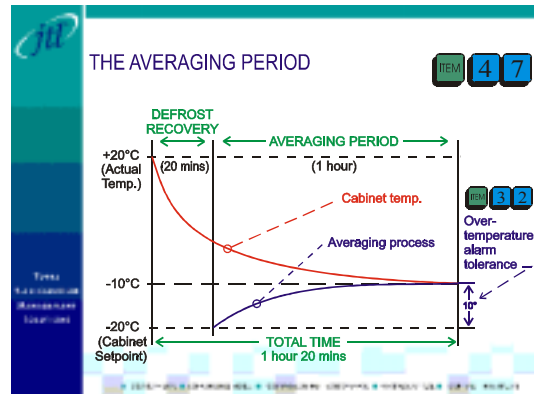 jtl
THE AVERAGING PERIOD
ITEM 4 7
DEFROST
RECOVERY
AVERAGING PERIOD
+20°C
(Actual
Temp.)
(20 mins)
(1 hour)
ITEM 3 2
Cabinet temp.
Over-
temperature
alarm
tolerance
Averaging process
-10°C
10°
-20°C
(Cabinet
Setpoint)
TOTAL TIME
1 hour 20 mins